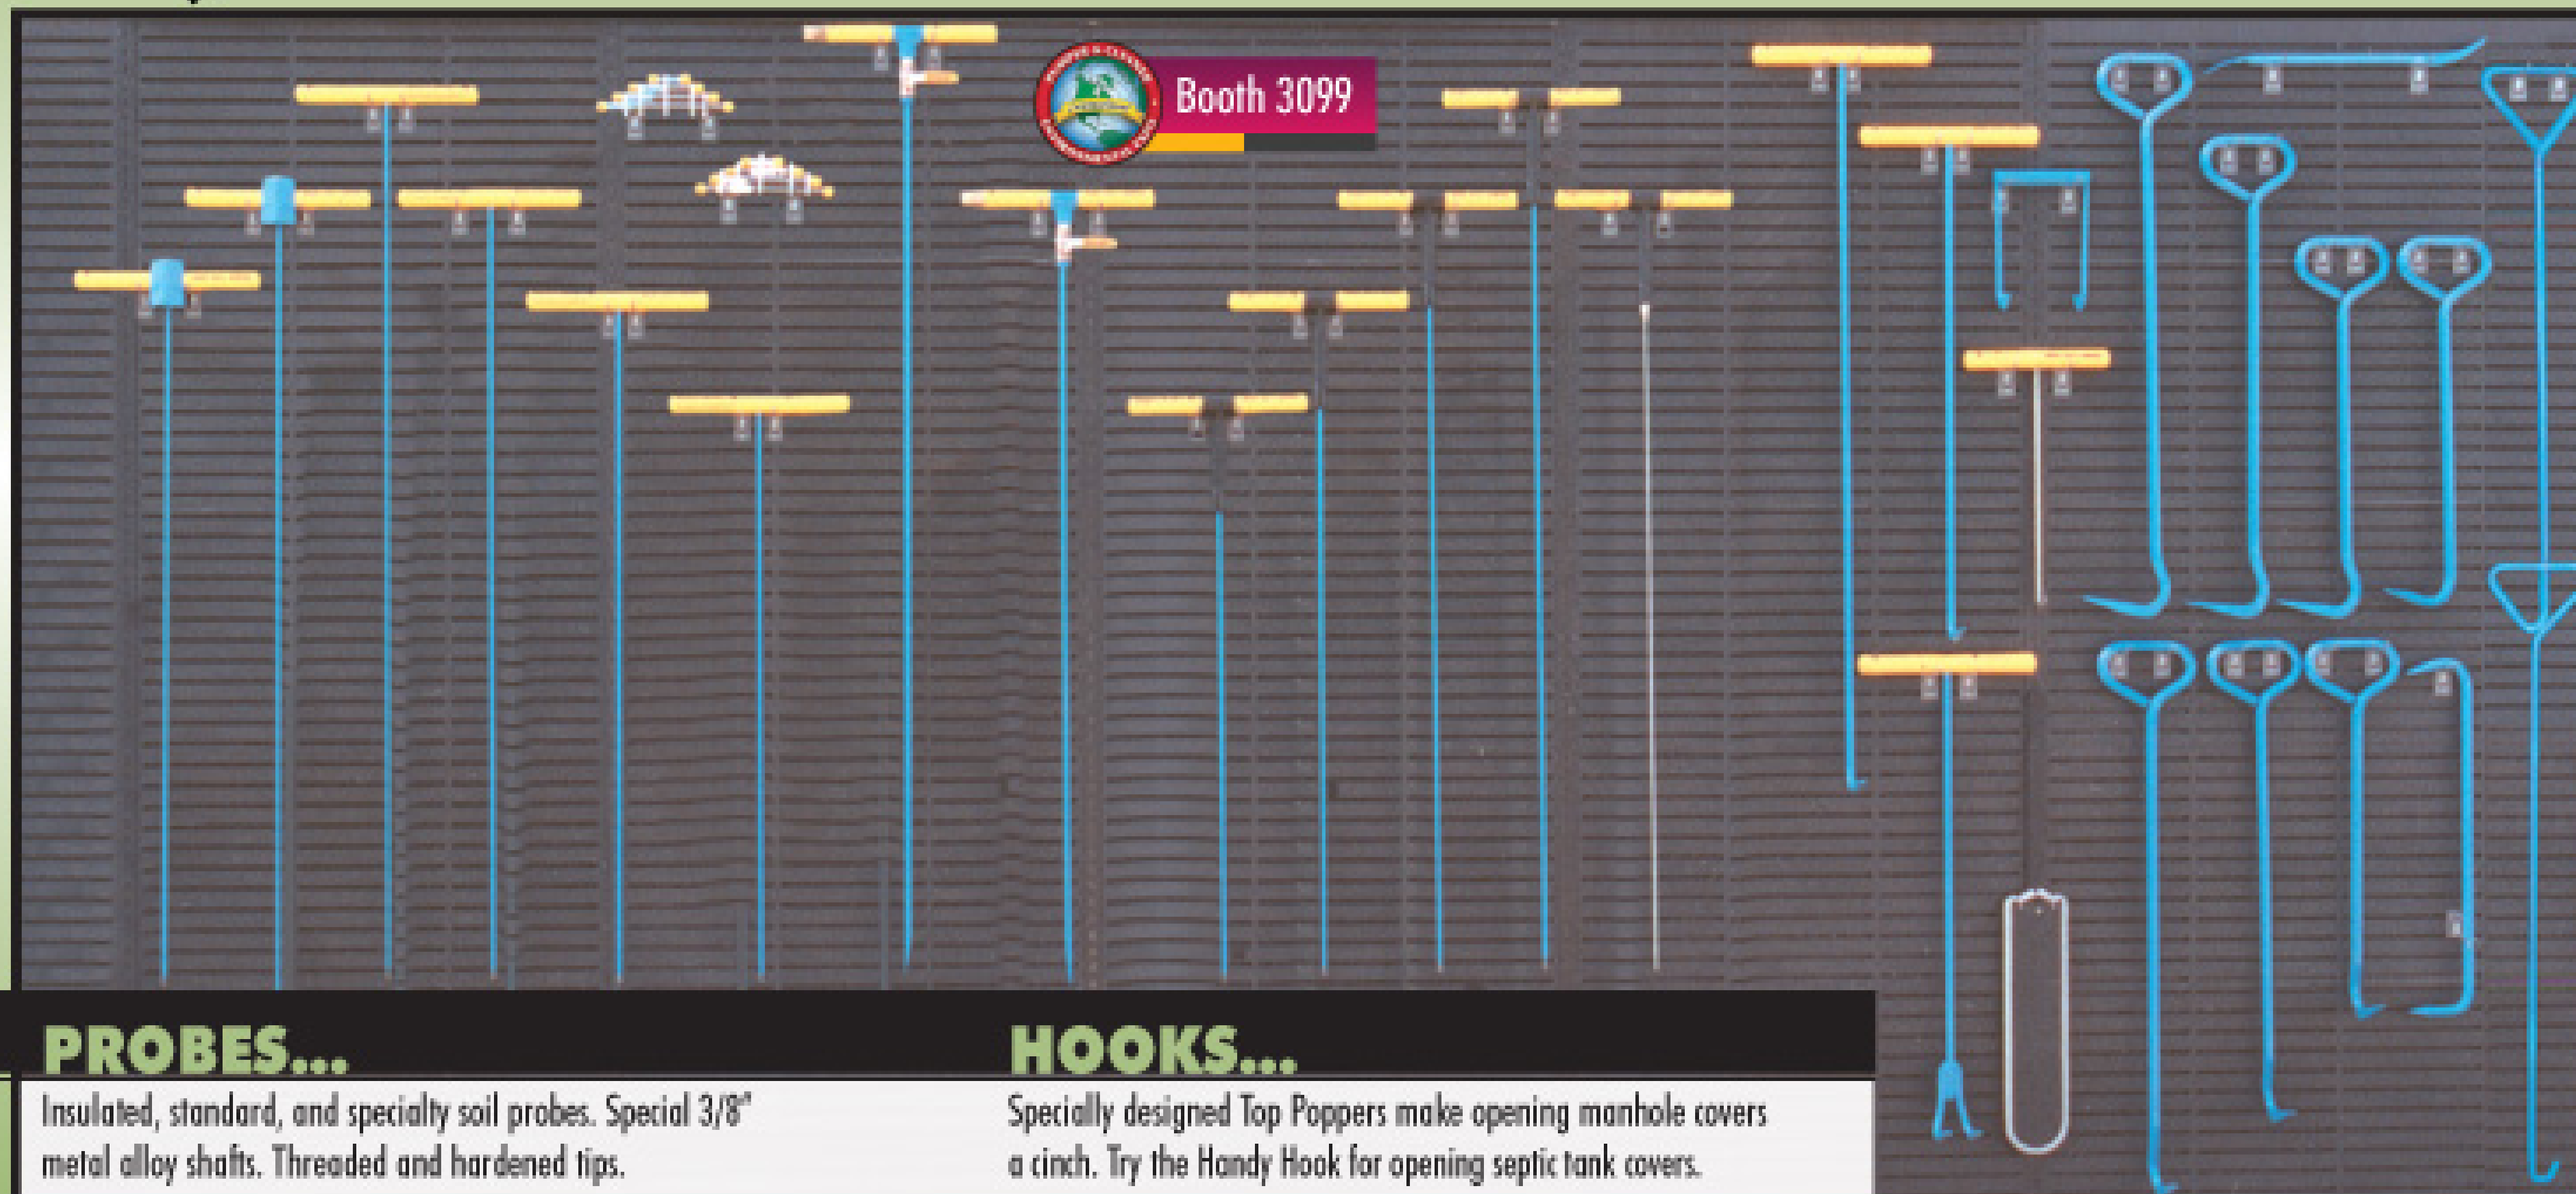 Booth 3099
PROBES...
Insulated, standard, and specialty soil probes. Special 3/8"
metal alloy shafts. Threaded and hardened tips.
HOOKS...
Specially designed Top Poppers make opening manhole covers
a cinch. Try the Handy Hook for opening septic tank covers.